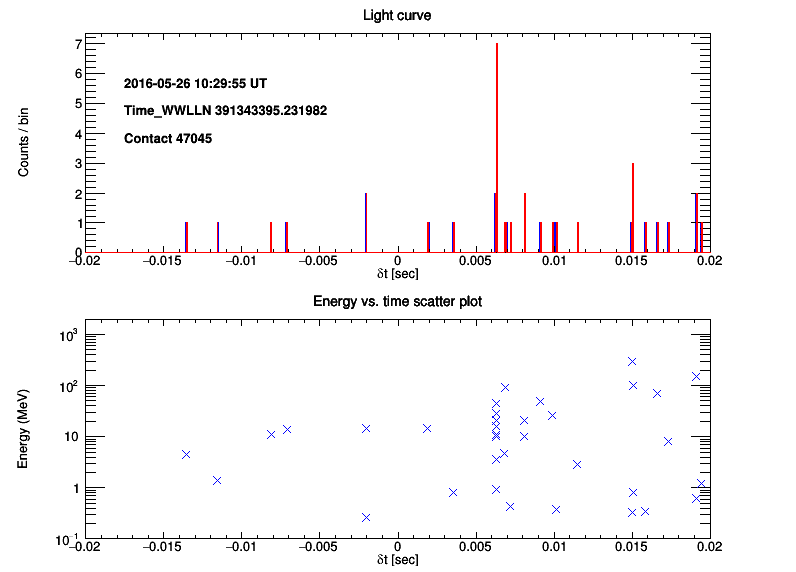 Light curve
Counts / bin
7
6
5
4
3
2
1
0
2016-05-26 10:29:55 UT
Time_WWLLN 391343395.231982
Contact 47045
−0.02 −0.015 −0.01 −0.005 0 0.005 0.01 0.015 0.02
δt [sec]
Energy vs. time scatter plot
Energy (MeV)
10³
10²
10
1
10⁻¹
−0.02 −0.015 −0.01 −0.005 0 0.005 0.01 0.015 0.02
δt [sec]